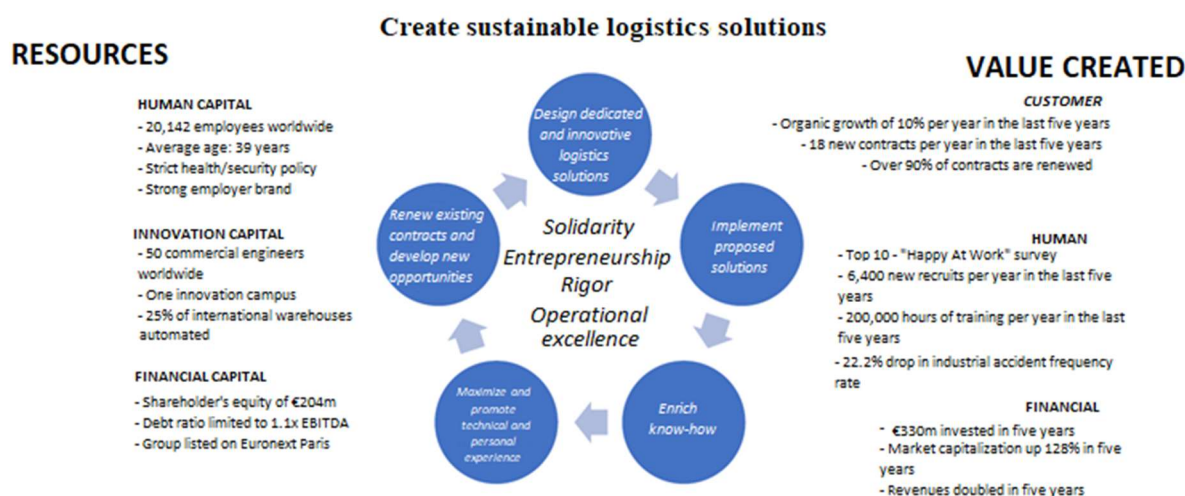 Create sustainable logistics solutions
RESOURCES
HUMAN CAPITAL
- 20,142 employees worldwide
- Average age: 39 years
- Strict health/security policy
- Strong employer brand
INNOVATION CAPITAL
- 50 commercial engineers
worldwide
- One innovation campus
- 25% of international warehouses
automated
FINANCIAL CAPITAL
- Shareholder's equity of €204m
- Debt ratio limited to 1.1x EBITDA
- Group listed on Euronext Paris
Design dedicated
and innovative
logistics
solutions
Implement
proposed
solutions
Enrich
know-how
Maximize and
promote
technical and
personal
experience
Renew existing
contracts and
develop new
opportunities
Solidarity
Entrepreneurship
Rigor
Operational
excellence
VALUE CREATED
CUSTOMER
- Organic growth of 10% per year in the last five years
- 18 new contracts per year in the last five years
- Over 90% of contracts are renewed
HUMAN
- Top 10 - "Happy At Work" survey
- 6,400 new recruits per year in the last five
years
- 200,000 hours of training per year in the last
five years
- 22.2% drop in industrial accident frequency
rate
FINANCIAL
- €330m invested in five years
- Market capitalization up 128% in five
years
- Revenues doubled in five years